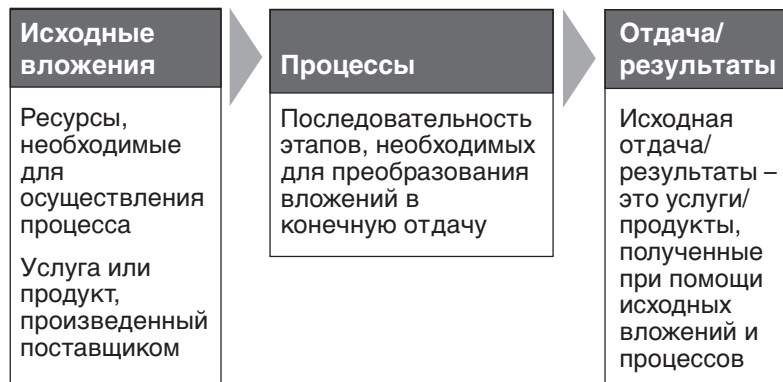 Исходные
вложения
Ресурсы,
необходимые
для
осуществления
процесса
Услуга или
продукт,
произведенный
поставщиком
Процессы
Последовательность
этапов, необходимых
для преобразования
вложений в
конечную отдачу
Отдача/
результаты
Исходная
отдача/
результаты –
это услуги/
продукты,
полученные
при помощи
исходных
вложений и
процессов